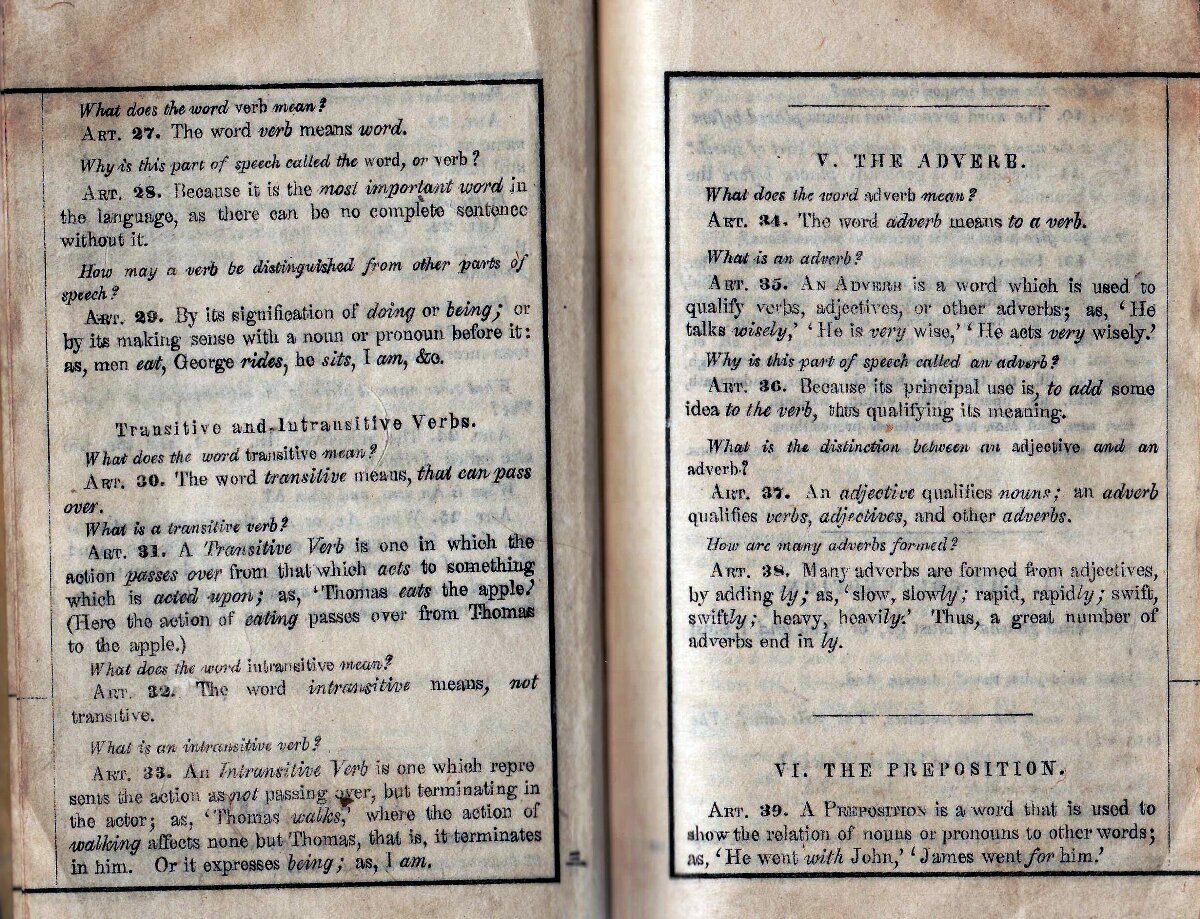 What does the word verb mean?
ART. 27. The word verb means word.
Why is this part of speech called the word, or verb?
ART. 28. Because it is the most important word in
the language, as there can be no complete sentence
without it.
How may a verb be distinguished from other parts of
speech?
ART. 29. By its signification of doing or being; or
by its making sense with a noun or pronoun before it:
as, men eat, George rides, he sits, I am, &c.
Transitive and Intransitive Verbs.
What does the word transitive mean?
ART. 30. The word transitive means, that can pass
over.
What is a transitive verb?
ART. 31. A Transitive Verb is one in which the
action passes over from that which acts to something
which is acted upon; as, 'Thomas eats the apple.'
(Here the action of eating passes over from Thomas
to the apple.)
What does the word intransitive mean?
ART. 32. The word intransitive means, not
transitive.
What is an intransitive verb?
ART. 33. An Intransitive Verb is one which repre
sents the action as not passing over, but terminating in
the actor; as, 'Thomas walks,' where the action of
walking affects none but Thomas, that is, it terminates
in him. Or it expresses being; as, I am.
V. THE ADVERB.
What does the word adverb mean?
ART. 34. The word adverb means to a verb.
What is an adverb?
ART. 35. AN ADVERB is a word which is used to
qualify verbs, adjectives, or other adverbs; as, 'He
talks wisely,' 'He is very wise,' 'He acts very wisely.'
Why is this part of speech called an adverb?
ART. 36. Because its principal use is, to add some
idea to the verb, thus qualifying its meaning.
What is the distinction between an adjective and an
adverb?
ART. 37. An adjective qualifies nouns; an adverb
qualifies verbs, adjectives, and other adverbs.
How are many adverbs formed?
ART. 38. Many adverbs are formed from adjectives,
by adding ly; as, 'slow, slowly; rapid, rapidly; swift,
swiftly; heavy, heavily.' Thus, a great number of
adverbs end in ly.
VI. THE PREPOSITION.
ART. 39. A PREPOSITION is a word that is used to
show the relation of nouns or pronouns to other words;
as, 'He went with John,' 'James went for him.'